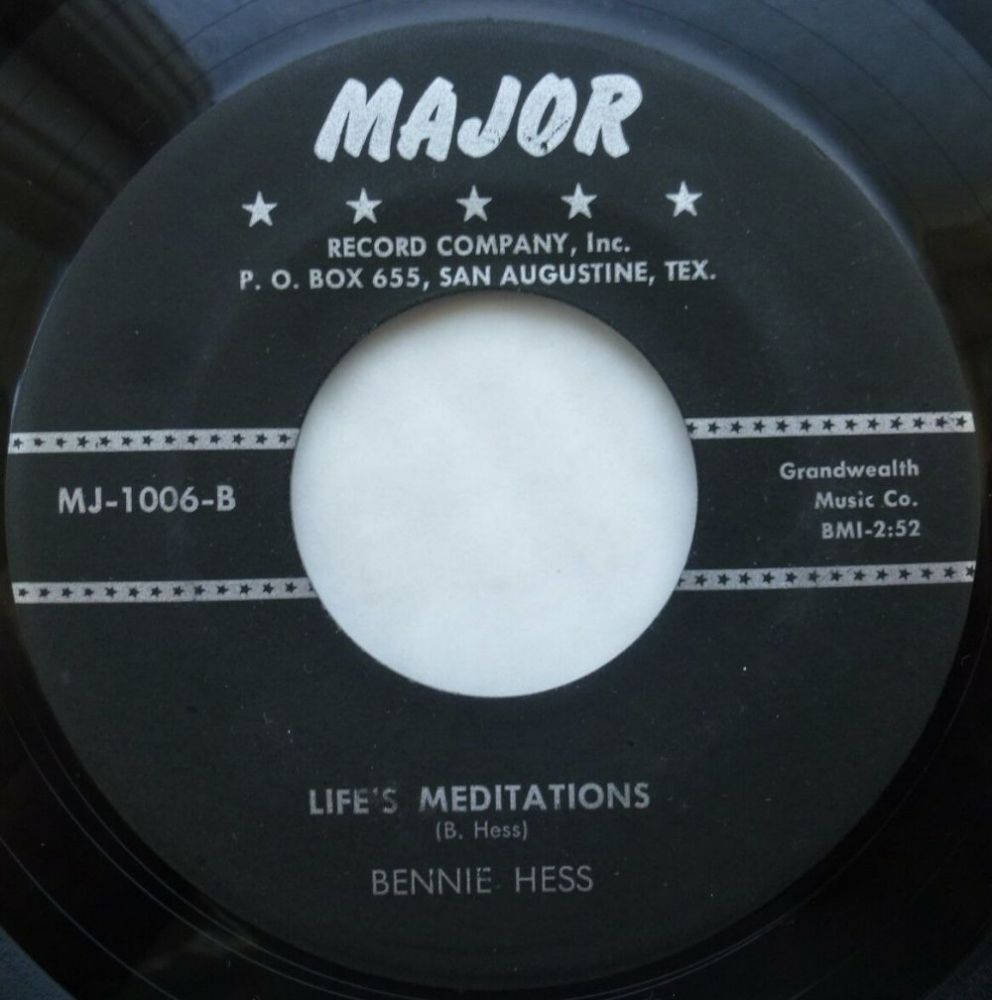 MAJOR
RECORD COMPANY, Inc.
P. O. BOX 655, SAN AUGUSTINE, TEX.
MJ-1006-B
Grandwealth
Music Co.
BMI-2:52
LIFE'S MEDITATIONS
(B. Hess)
BENNIE HESS